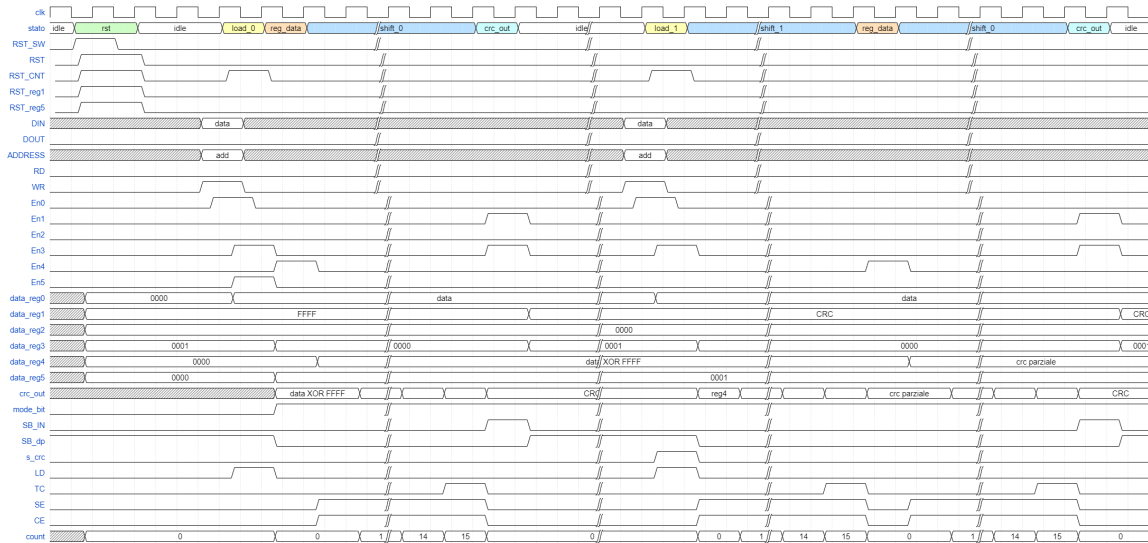 clk
stato idle rst idle load_0 reg_data shift_0 crc_out idle load_1 shift_1 reg_data shift_0 crc_out idle
RST_SW
RST
RST_CNT
RST_reg1
RST_reg5
DIN data data
DOUT
ADDRESS add add
RD
WR
En0
En1
En2
En3
En4
En5
data_reg0 0000 data data
data_reg1 FFFF CRC CRC
data_reg2 0000
data_reg3 0001 0000 0001 0000 0001
data_reg4 0000 data XOR FFFF crc parziale
data_reg5 0000 0001
crc_out data XOR FFFF CRC reg4 crc parziale CRC
mode_bit
SB_IN
SB_dp
s_crc
LD
TC
SE
CE
count 0 0 1 14 15 0 0 1 14 15 0 1 14 15 0